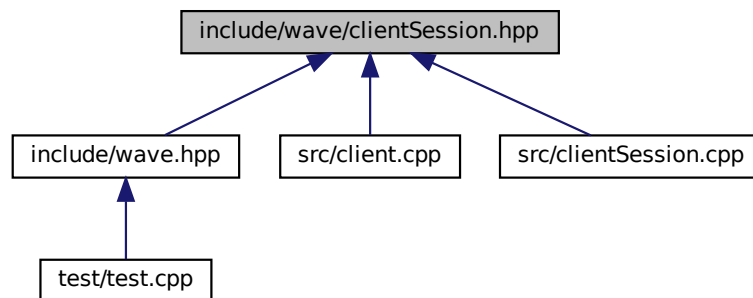 include/wave/clientSession.hpp
include/wave.hpp
src/client.cpp
src/clientSession.cpp
test/test.cpp